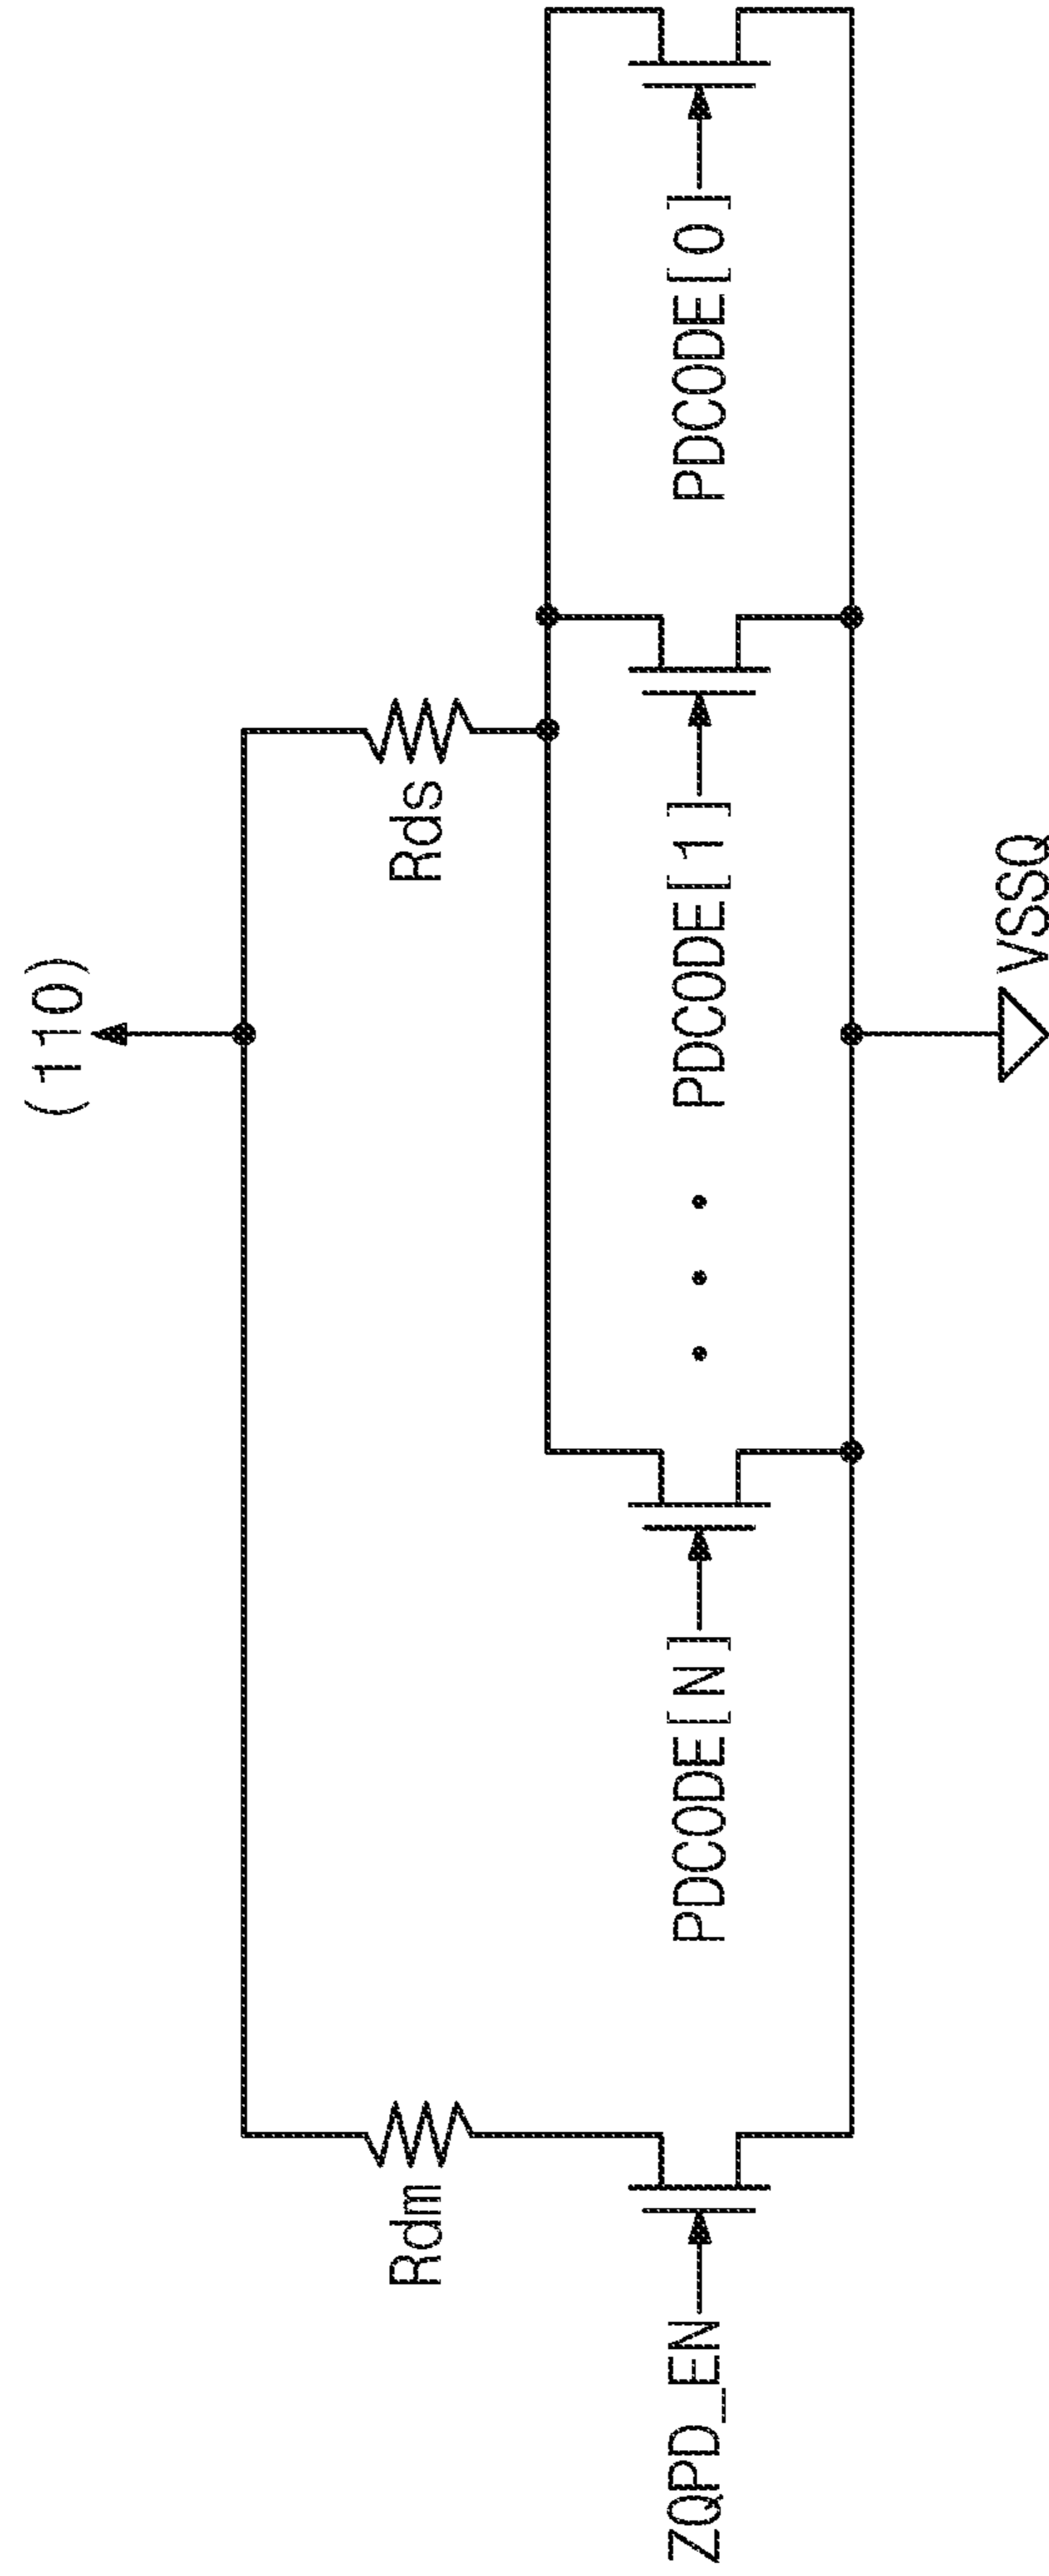 (110)
Rdm
Rds
ZQPD_EN
PDCODE[N]
PDCODE[1]
PDCODE[0]
VSSQ